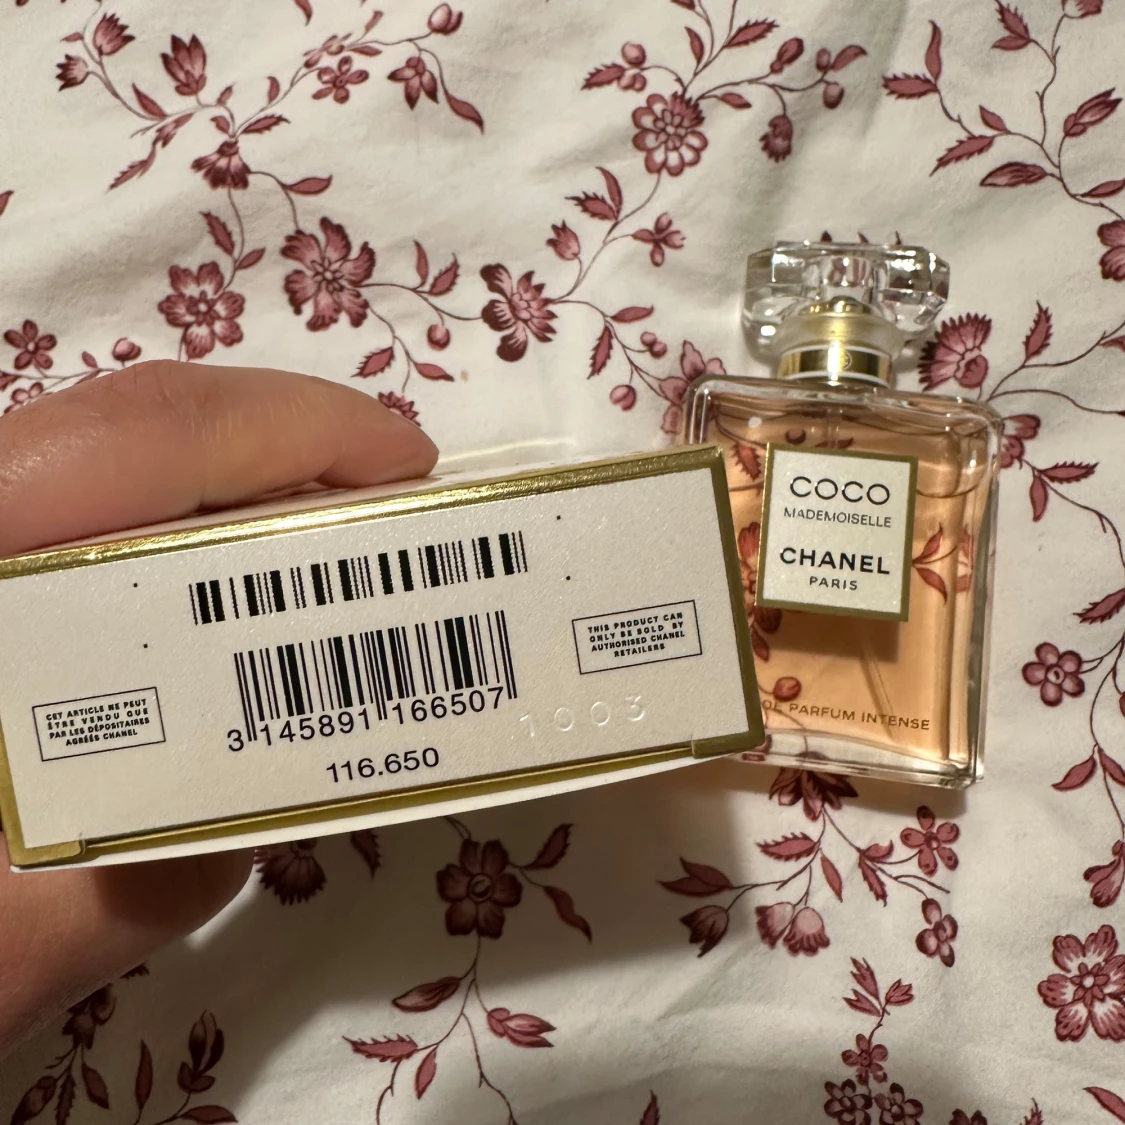 CET ARTICLE NE PEUT
ÊTRE VENDU QUE
PAR LES DÉPOSITAIRES
AGRÉÉS CHANEL
3 145891 166507
116.650
THIS PRODUCT CAN
ONLY BE SOLD BY
AUTHORISED CHANEL
RETAILERS
1003
COCO
MADEMOISELLE
CHANEL
PARIS
DE PARFUM INTENSE